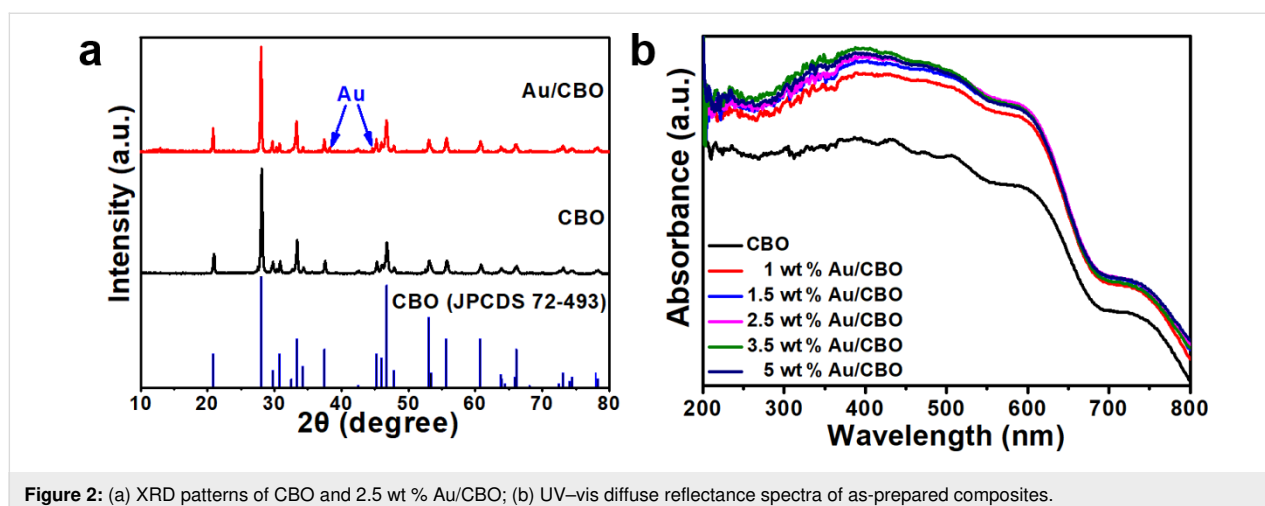 a
Intensity (a.u.)
Au/CBO
Au
CBO
CBO (JPCDS 72-493)
10 20 30 40 50 60 70 80
2θ (degree)
b
Absorbance (a.u.)
CBO
1 wt % Au/CBO
1.5 wt % Au/CBO
2.5 wt % Au/CBO
3.5 wt % Au/CBO
5 wt % Au/CBO
200 300 400 500 600 700 800
Wavelength (nm)
Figure 2: (a) XRD patterns of CBO and 2.5 wt % Au/CBO; (b) UV–vis diffuse reflectance spectra of as-prepared composites.